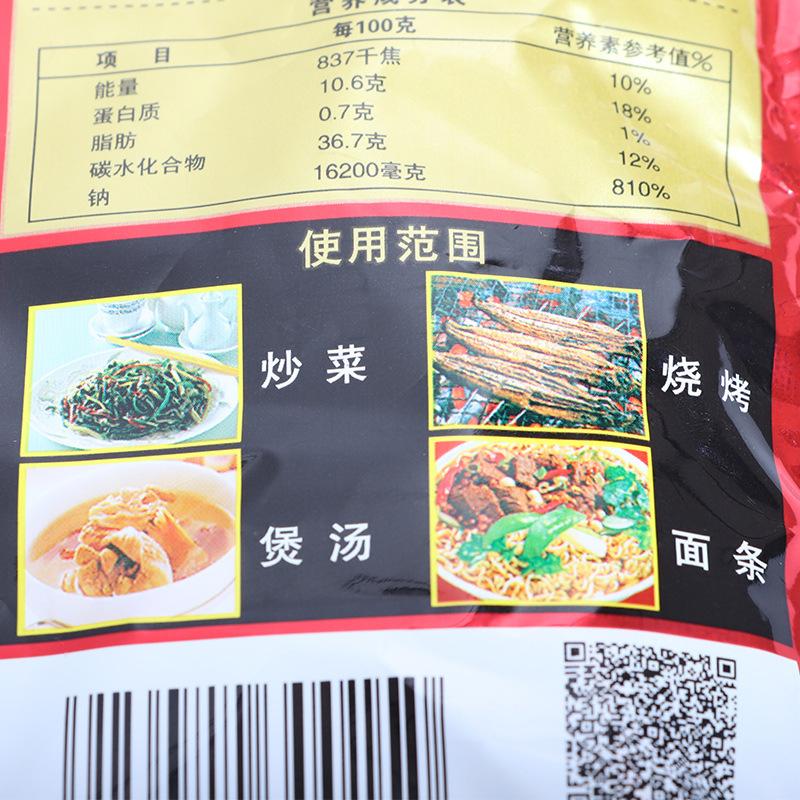 营养成分表
项 目 每100克 营养素参考值%
能量 837千焦 10%
蛋白质 10.6克 18%
脂肪 0.7克 1%
碳水化合物 36.7克 12%
钠 16200毫克 810%
使用范围
炒菜 烧烤
煲汤 面条